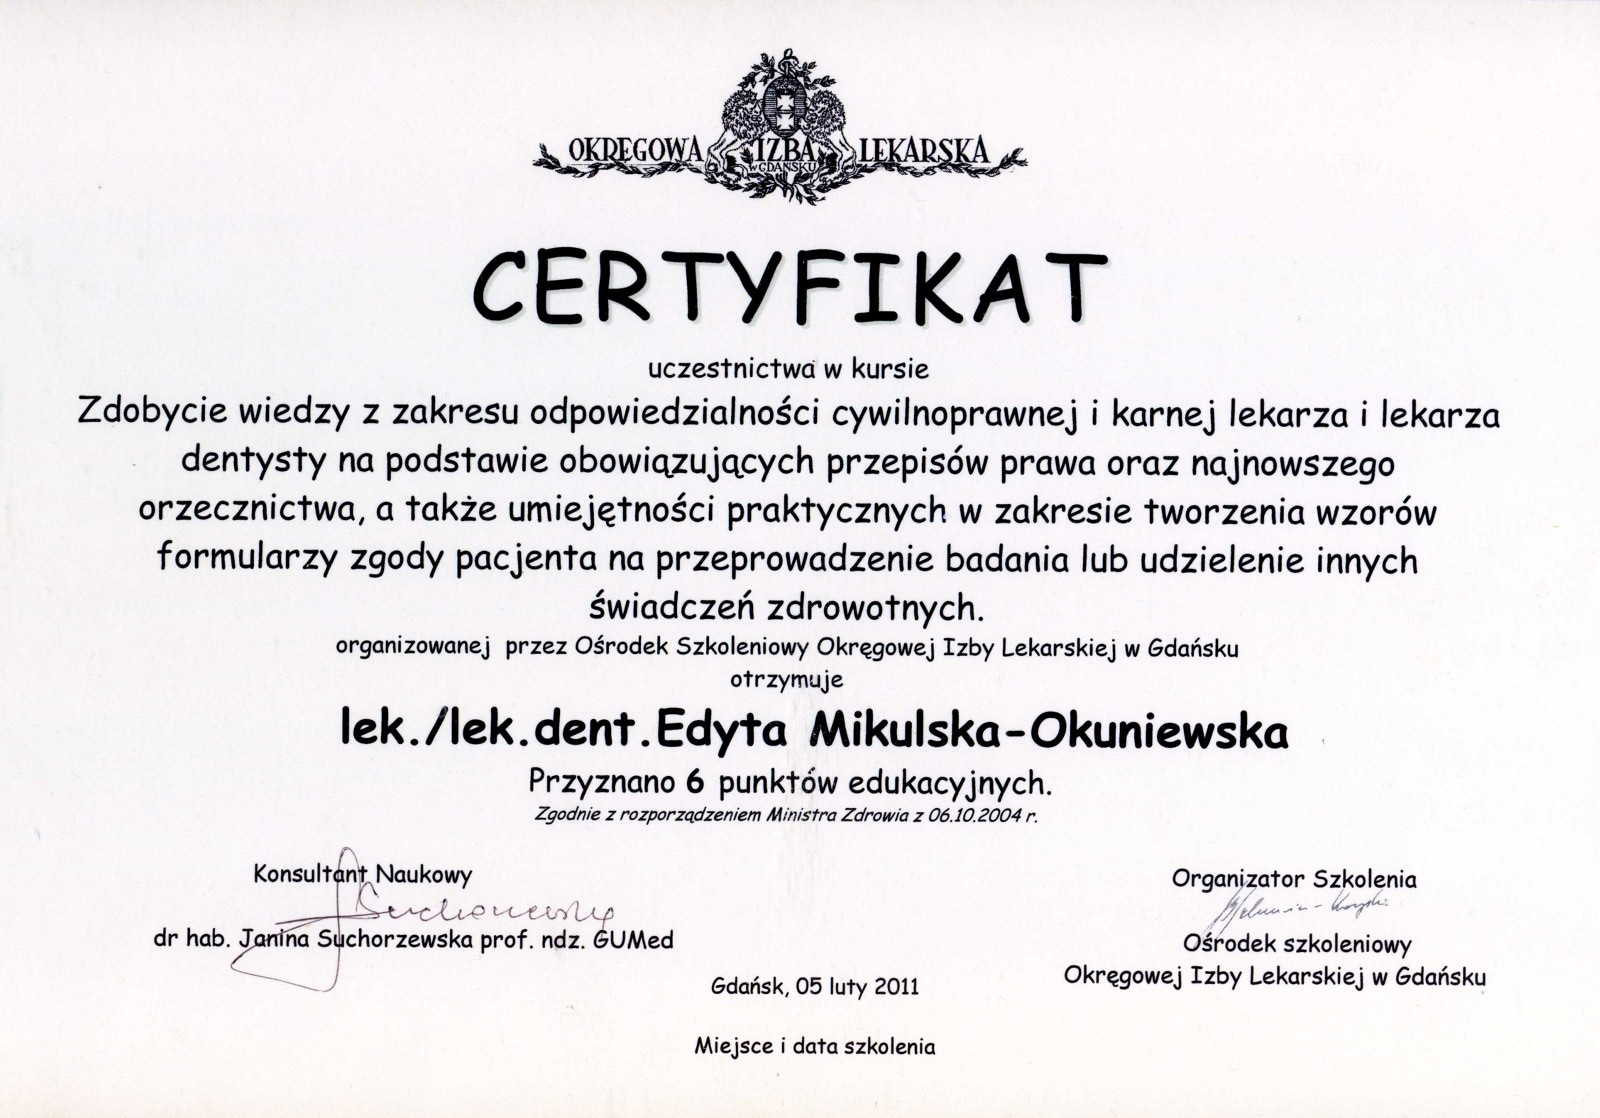 OKRĘGOWA IZBA LEKARSKA
W GDAŃSKU
CERTYFIKAT
uczestnictwa w kursie
Zdobycie wiedzy z zakresu odpowiedzialności cywilnoprawnej i karnej lekarza i lekarza
dentysty na podstawie obowiązujących przepisów prawa oraz najnowszego
orzecznictwa, a także umiejętności praktycznych w zakresie tworzenia wzorów
formularzy zgody pacjenta na przeprowadzenie badania lub udzielenie innych
świadczeń zdrowotnych.
organizowanej przez Ośrodek Szkoleniowy Okręgowej Izby Lekarskiej w Gdańsku
otrzymuje
lek./lek.dent.Edyta Mikulska-Okuniewska
Przyznano 6 punktów edukacyjnych.
Zgodnie z rozporządzeniem Ministra Zdrowia z 06.10.2004 r.
Konsultant Naukowy
dr hab. Janina Suchorzewska prof. ndz. GUMed
Organizator Szkolenia
Ośrodek szkoleniowy
Okręgowej Izby Lekarskiej w Gdańsku
Gdańsk, 05 luty 2011
Miejsce i data szkolenia